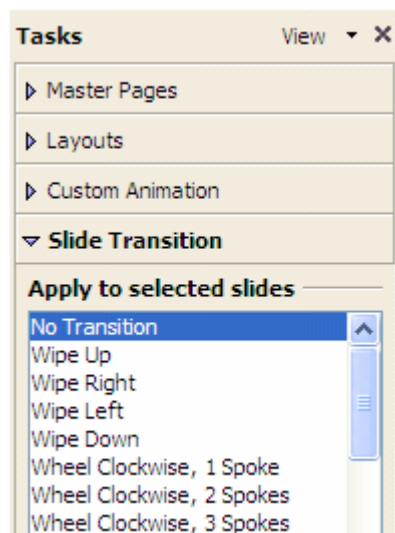 Tasks View
Master Pages
Layouts
Custom Animation
Slide Transition
Apply to selected slides
No Transition
Wipe Up
Wipe Right
Wipe Left
Wipe Down
Wheel Clockwise, 1 Spoke
Wheel Clockwise, 2 Spokes
Wheel Clockwise, 3 Spokes